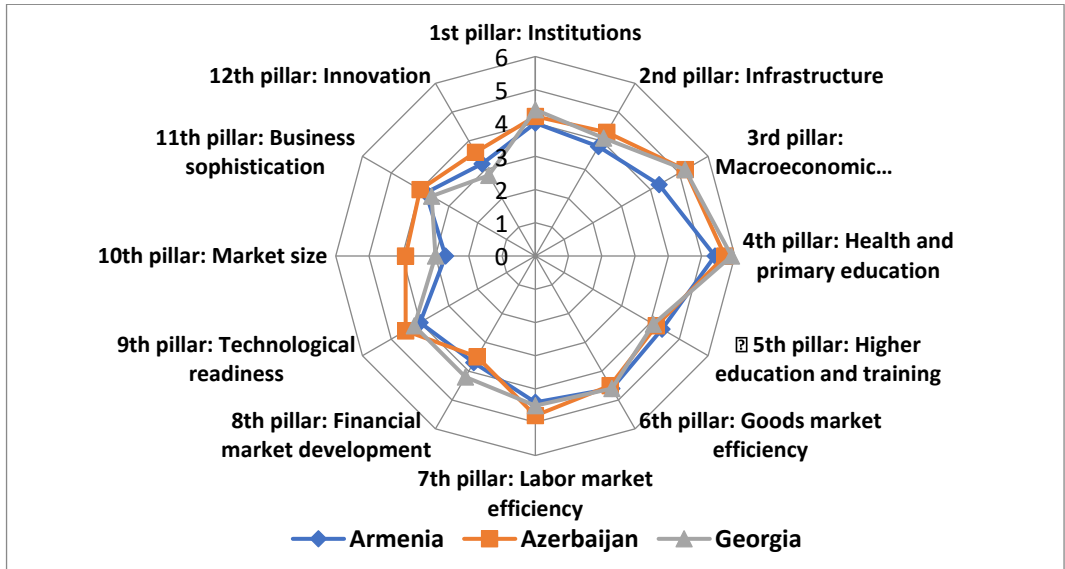 1st pillar: Institutions
2nd pillar: Infrastructure
3rd pillar:
Macroeconomic...
4th pillar: Health and
primary education
5th pillar: Higher
education and training
6th pillar: Goods market
efficiency
7th pillar: Labor market
efficiency
8th pillar: Financial
market development
9th pillar: Technological
readiness
10th pillar: Market size
11th pillar: Business
sophistication
12th pillar: Innovation
6
5
4
3
2
1
0
Armenia
Azerbaijan
Georgia